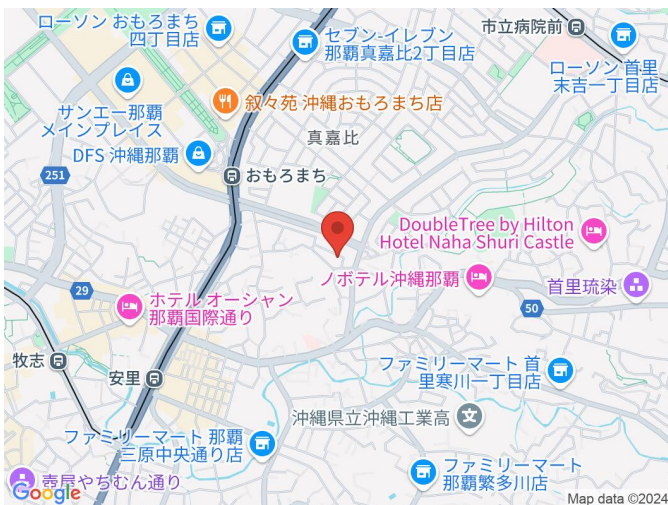 ローソン おもろまち
四丁目店
セブン-イレブン
那覇真嘉比2丁目店
市立病院前
ローソン 首里
末吉一丁目店
サンエー那覇
メインプレイス
叙々苑 沖縄おもろまち店
真嘉比
DFS 沖縄那覇
251
おもろまち
DoubleTree by Hilton
Hotel Naha Shuri Castle
29
ノボテル沖縄那覇
首里琉染
ホテル オーシャン
那覇国際通り
50
牧志
安里
ファミリーマート 首
里寒川一丁目店
沖縄県立沖縄工業高
ファミリーマート 那覇
三原中央通り店
ファミリーマート
那覇繁多川店
壺屋やちむん通り
Google
Map data ©2024